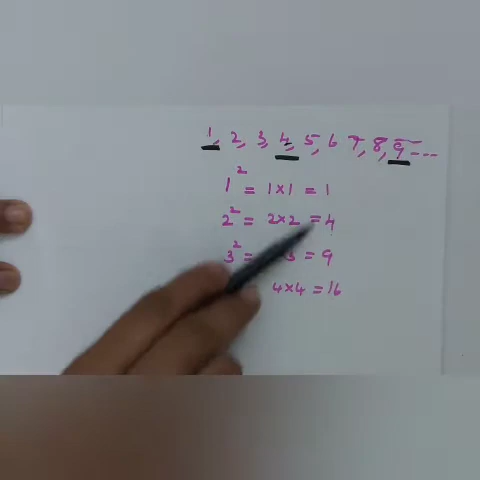 1, 2, 3, 4, 5, 6 7, 8, 9 ----
1² = 1×1 = 1
2² = 2×2 = 4
3² = 3 = 9
4×4 = 16